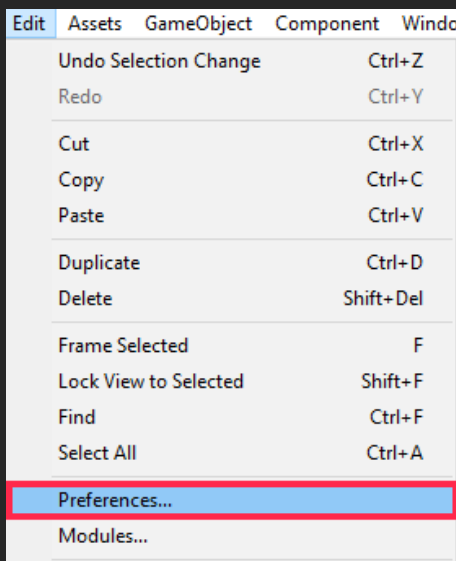 Edit Assets GameObject Component Windo
Undo Selection Change Ctrl+Z
Redo Ctrl+Y
Cut Ctrl+X
Copy Ctrl+C
Paste Ctrl+V
Duplicate Ctrl+D
Delete Shift+Del
Frame Selected F
Lock View to Selected Shift+F
Find Ctrl+F
Select All Ctrl+A
Preferences...
Modules...